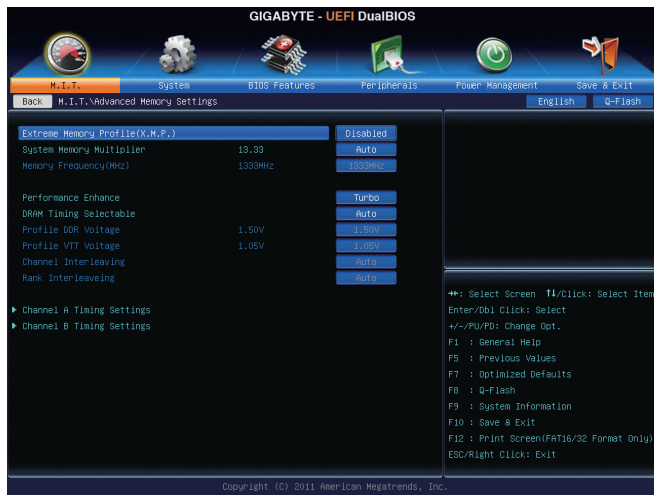 GIGABYTE - UEFI DualBIOS
M.I.T. System BIOS Features Peripherals Power Management Save & Exit
Back M.I.T.\Advanced Memory Settings English Q-Flash
Extreme Memory Profile(X.M.P.) Disabled
System Memory Multiplier 13.33 Auto
Memory Frequency(MHz) 1333MHz 1333MHz
Performance Enhance Turbo
DRAM Timing Selectable Auto
Profile DDR Voltage 1.50V 1.50V
Profile VTT Voltage 1.05V 1.05V
Channel Interleaving Auto
Rank Interleaveing Auto
Channel A Timing Settings
Channel B Timing Settings
→←: Select Screen ↑↓/Click: Select Item
Enter/Dbl Click: Select
+/-/PU/PD: Change Opt.
F1 : General Help
F5 : Previous Values
F7 : Optimized Defaults
F8 : Q-Flash
F9 : System Information
F10 : Save & Exit
F12 : Print Screen(FAT16/32 Format Only)
ESC/Right Click: Exit
Copyright (C) 2011 American Megatrends, Inc.